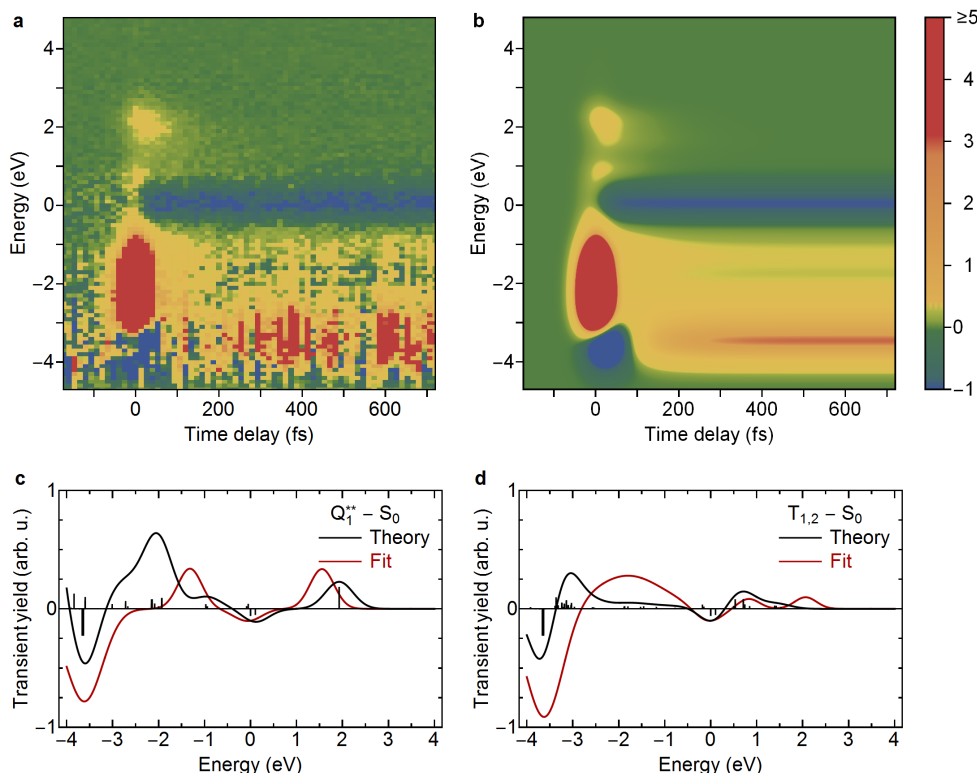 a
b
4
2
0
−2
−4
Energy (eV)
0
200
400
600
Time delay (fs)
4
2
0
−2
−4
Energy (eV)
0
200
400
600
Time delay (fs)
≥5
4
3
2
1
0
−1
c
Q₁** − S₀
Theory
Fit
1
0
−1
Transient yield (arb. u.)
−4 −3 −2 −1 0 1 2 3 4
Energy (eV)
d
T₁,₂ − S₀
Theory
Fit
1
0
−1
Transient yield (arb. u.)
−4 −3 −2 −1 0 1 2 3 4
Energy (eV)